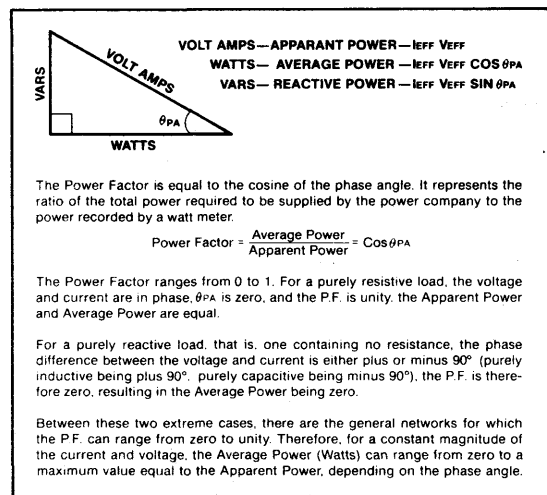 VOLT AMPS—APPARANT POWER—IEFF VEFF
WATTS— AVERAGE POWER—IEFF VEFF COS θPA
VARS— REACTIVE POWER—IEFF VEFF SIN θPA
VOLT AMPS
VARS
θPA
WATTS
The Power Factor is equal to the cosine of the phase angle. It represents the
ratio of the total power required to be supplied by the power company to the
power recorded by a watt meter.
Power Factor = Average Power / Apparent Power = Cos θPA
The Power Factor ranges from 0 to 1. For a purely resistive load, the voltage
and current are in phase, θPA is zero, and the P.F. is unity. the Apparent Power
and Average Power are equal.
For a purely reactive load. that is. one containing no resistance, the phase
difference between the voltage and current is either plus or minus 90° (purely
inductive being plus 90°. purely capacitive being minus 90°), the P.F. is there-
fore zero, resulting in the Average Power being zero.
Between these two extreme cases, there are the general networks for which
the P.F. can range from zero to unity. Therefore, for a constant magnitude of
the current and voltage, the Average Power (Watts) can range from zero to a
maximum value equal to the Apparent Power, depending on the phase angle.